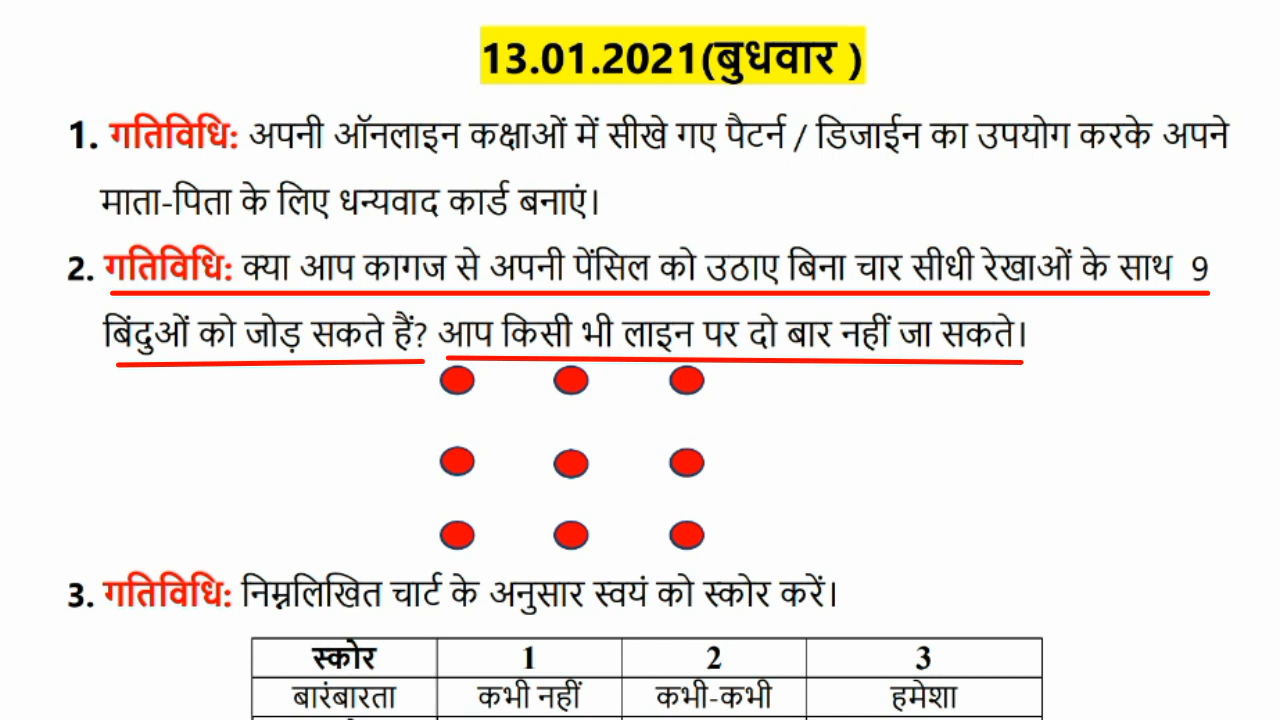 13.01.2021(बुधवार )
1. गतिविधि: अपनी ऑनलाइन कक्षाओं में सीखे गए पैटर्न / डिजाईन का उपयोग करके अपने
माता-पिता के लिए धन्यवाद कार्ड बनाएं।
2. गतिविधि: क्या आप कागज से अपनी पेंसिल को उठाए बिना चार सीधी रेखाओं के साथ 9
बिंदुओं को जोड़ सकते हैं? आप किसी भी लाइन पर दो बार नहीं जा सकते।
3. गतिविधि: निम्नलिखित चार्ट के अनुसार स्वयं को स्कोर करें।
स्कोर 1 2 3
बारंबारता कभी नहीं कभी-कभी हमेशा